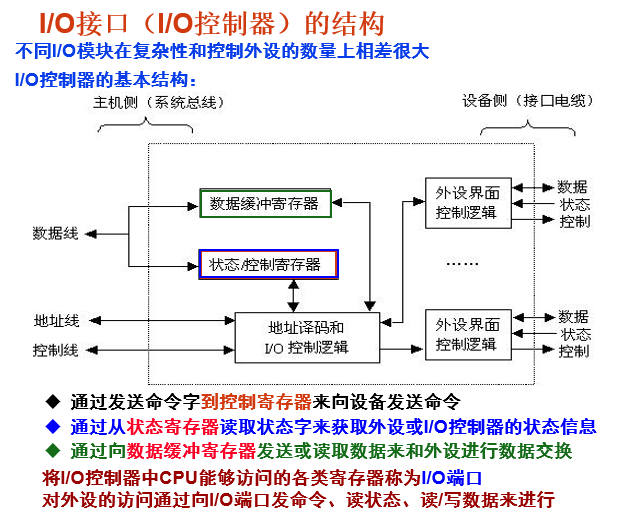 I/O接口（I/O控制器）的结构
不同I/O模块在复杂性和控制外设的数量上相差很大
I/O控制器的基本结构：
主机侧（系统总线）
设备侧（接口电缆）
数据缓冲寄存器
外设界面
控制逻辑
数据
状态
控制
数据线
状态/控制寄存器
……
地址线
控制线
地址译码和
I/O 控制逻辑
外设界面
控制逻辑
数据
状态
控制
◆ 通过发送命令字到控制寄存器来向设备发送命令
◆ 通过从状态寄存器读取状态字来获取外设或I/O控制器的状态信息
◆ 通过向数据缓冲寄存器发送或读取数据来和外设进行数据交换
将I/O控制器中CPU能够访问的各类寄存器称为I/O端口
对外设的访问通过向I/O端口发命令、读状态、读/写数据来进行